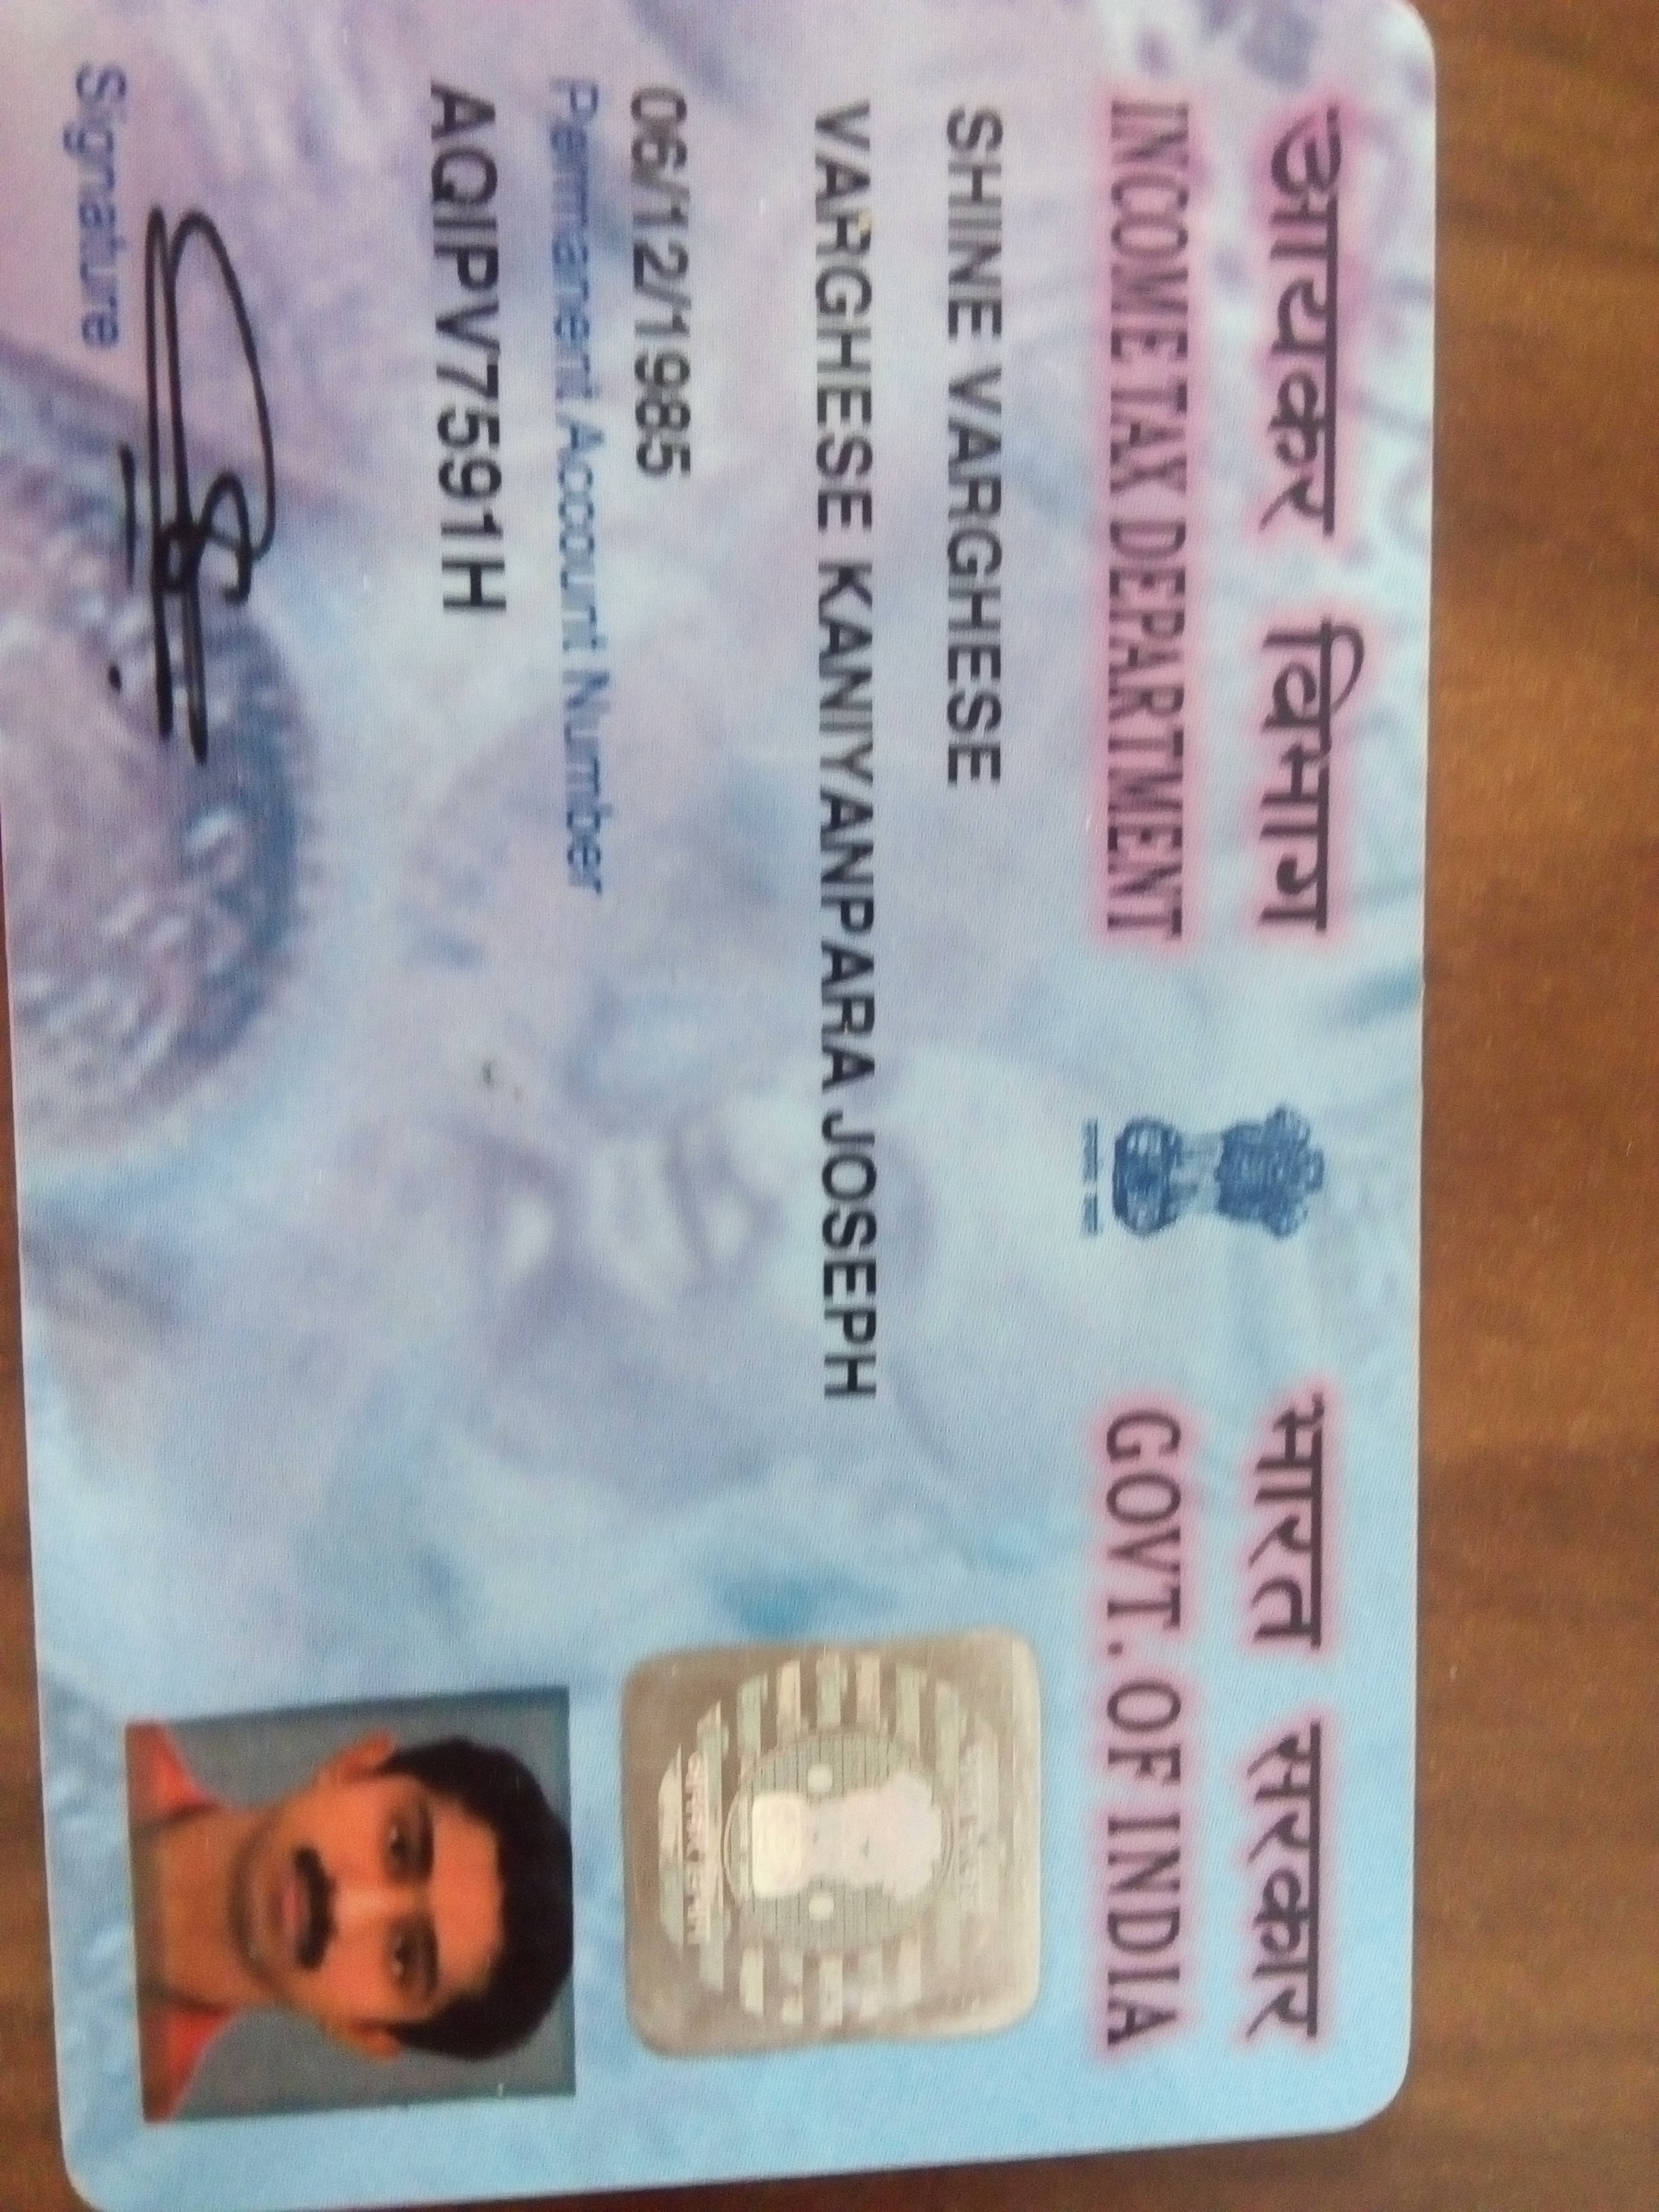 आयकर विभाग
INCOME TAX DEPARTMENT
भारत सरकार
GOVT. OF INDIA
SHINE VARGHESE
VARGHESE KANIYANPARA JOSEPH
06/12/1985
Permanent Account Number
AQIPV7591H
Signature